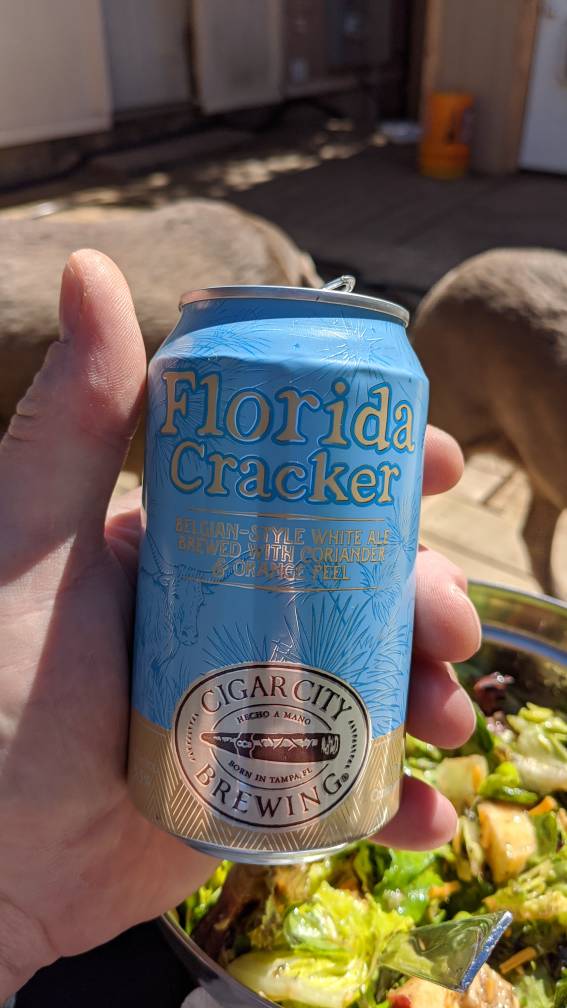 Florida
Cracker
BELGIAN-STYLE WHITE ALE
BREWED WITH CORIANDER
& ORANGE PEEL
CIGAR CITY
HECHO A MANO
BORN IN TAMPA, FL
BREWING®